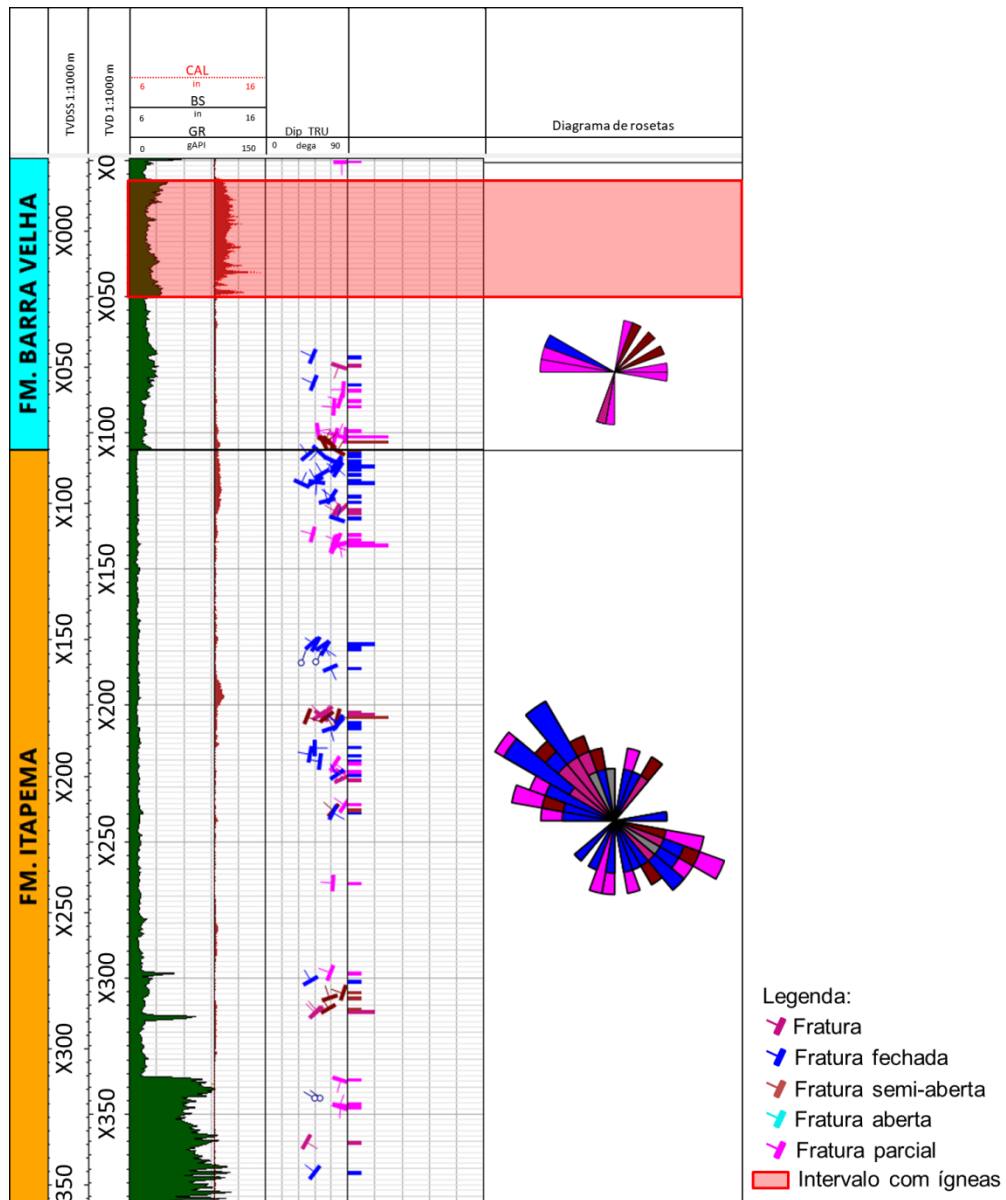 TVDSS 1:1000 m
TVD 1:1000 m
CAL
6 in 16
BS
6 in 16
GR
0 gAPI 150
Dip TRU
0 dega 90
Diagrama de rosetas
FM. BARRA VELHA
FM. ITAPEMA
X000
X050
X100
X150
X200
X250
X300
350
X0
X050
X100
X150
X200
X250
X300
X350
Legenda:
Fratura
Fratura fechada
Fratura semi-aberta
Fratura aberta
Fratura parcial
Intervalo com ígneas